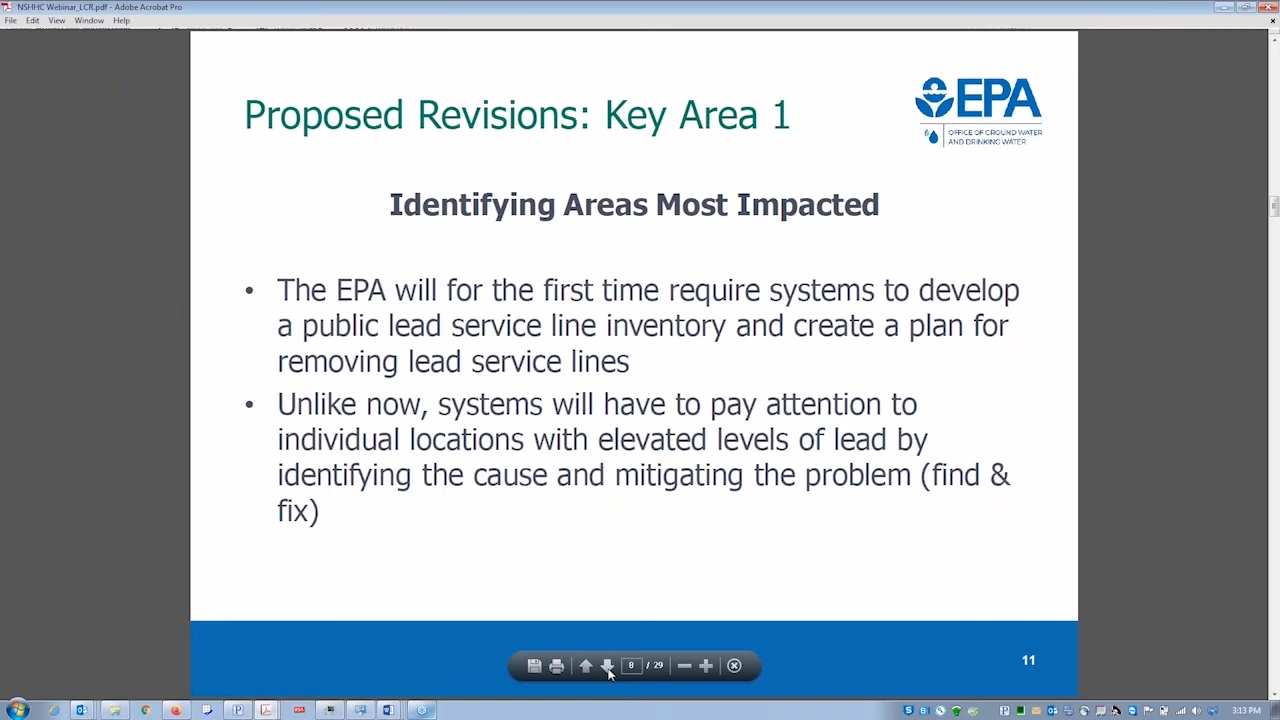 NSHHC Webinar_LCR.pdf - Adobe Acrobat Pro
File Edit View Window Help
Proposed Revisions: Key Area 1
EPA
OFFICE OF GROUND WATER
AND DRINKING WATER
Identifying Areas Most Impacted
• The EPA will for the first time require systems to develop
a public lead service line inventory and create a plan for
removing lead service lines
• Unlike now, systems will have to pay attention to
individual locations with elevated levels of lead by
identifying the cause and mitigating the problem (find &
fix)
8 / 29
11
3:13 PM